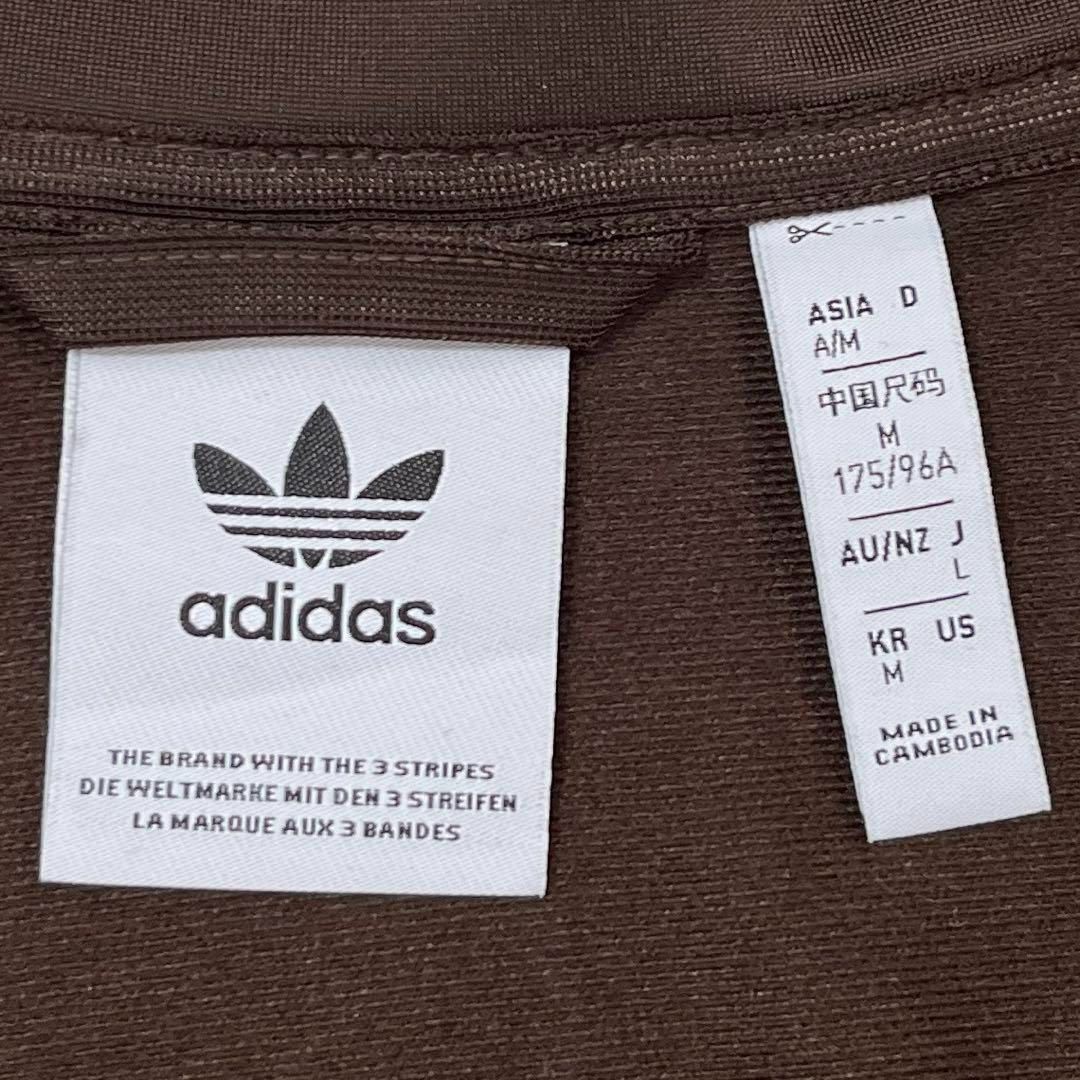 adidas
THE BRAND WITH THE 3 STRIPES
DIE WELTMARKE MIT DEN 3 STREIFEN
LA MARQUE AUX 3 BANDES
ASIA D
A/M
中国尺码
M
175/96A
AU/NZ J
L
KR US
M
MADE IN
CAMBODIA